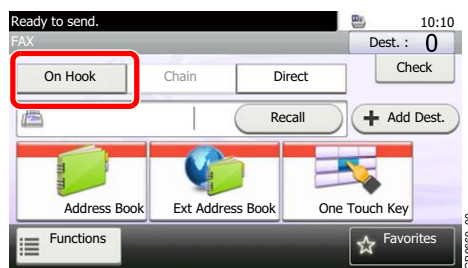 Ready to send.
10:10
FAX
Dest. : 0
On Hook
Chain
Direct
Check
Recall
Add Dest.
Address Book
Ext Address Book
One Touch Key
Functions
Favorites